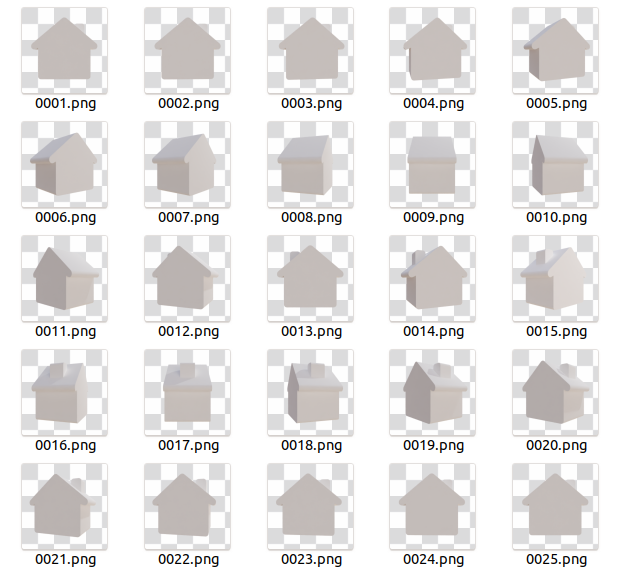 0001.png 0002.png 0003.png 0004.png 0005.png
0006.png 0007.png 0008.png 0009.png 0010.png
0011.png 0012.png 0013.png 0014.png 0015.png
0016.png 0017.png 0018.png 0019.png 0020.png
0021.png 0022.png 0023.png 0024.png 0025.png